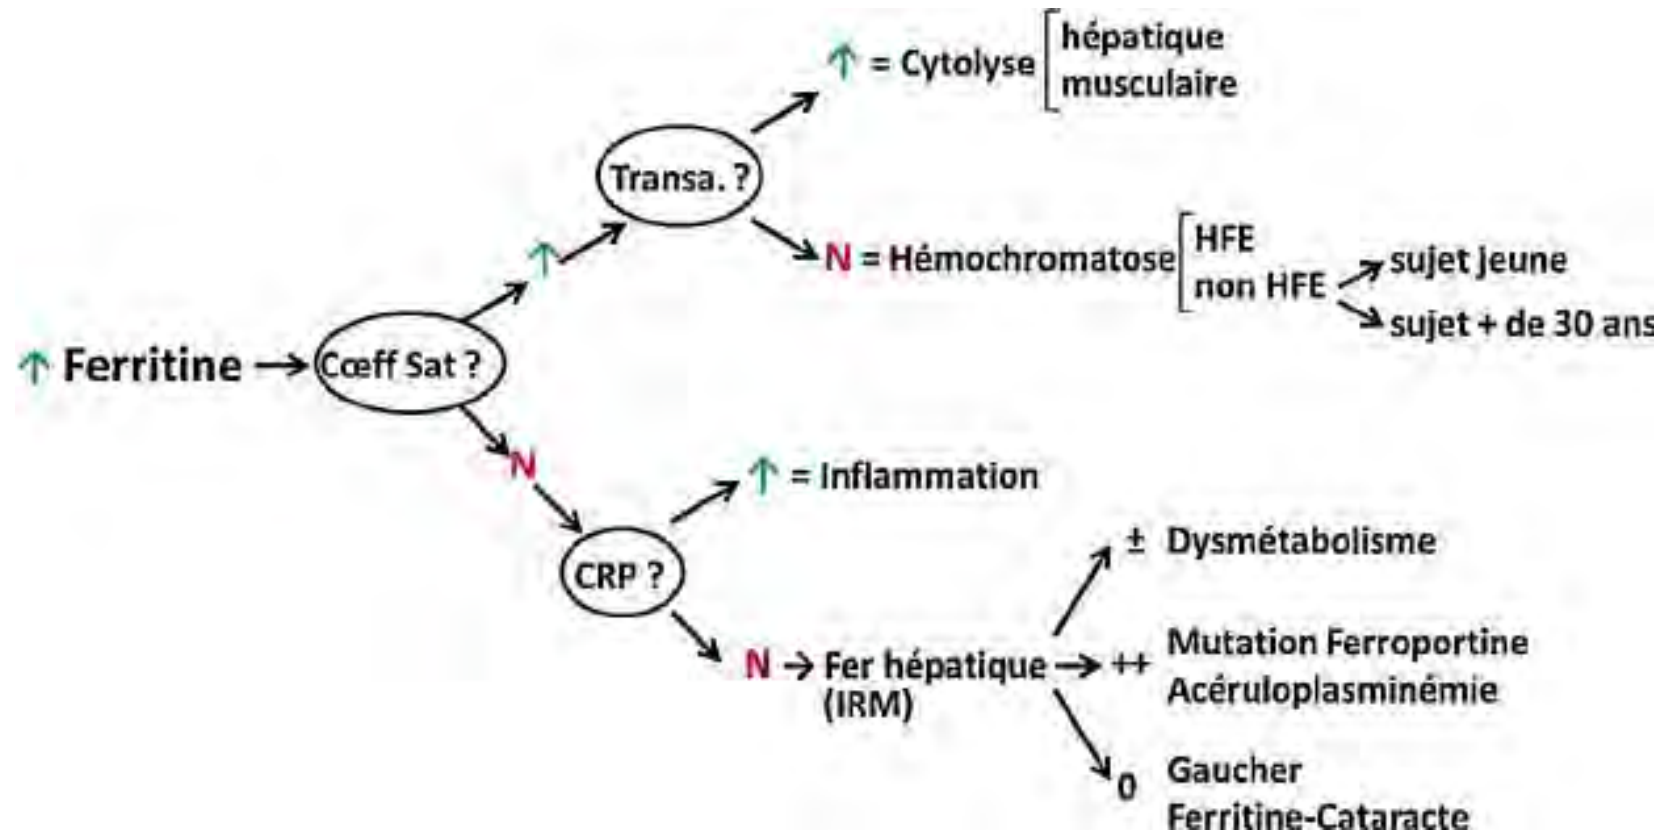 ↑ = Cytolyse
hépatique
musculaire
Transa. ?
↑
N = Hémochromatose
HFE
non HFE
sujet jeune
sujet + de 30 ans
↑ Ferritine → Cœff Sat ?
N
↑ = Inflammation
CRP ?
± Dysmétabolisme
N → Fer hépatique → ++
(IRM)
Mutation Ferroportine
Acéruloplasminémie
0 Gaucher
Ferritine-Cataracte